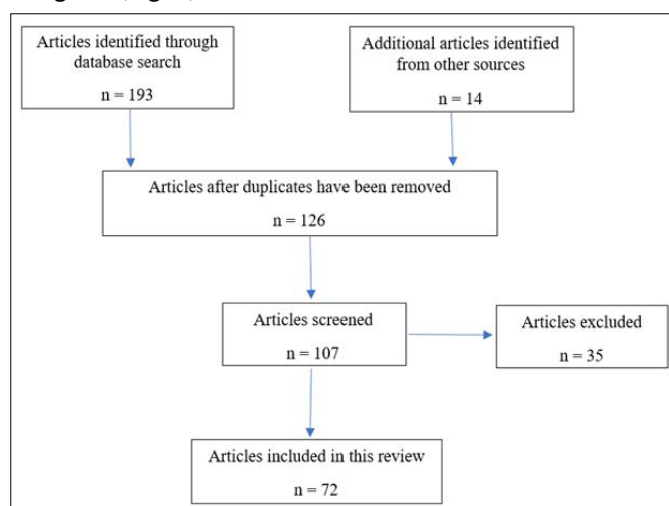 Articles identified through
database search
n = 193
Additional articles identified
from other sources
n = 14
Articles after duplicates have been removed
n = 126
Articles screened
n = 107
Articles excluded
n = 35
Articles included in this review
n = 72